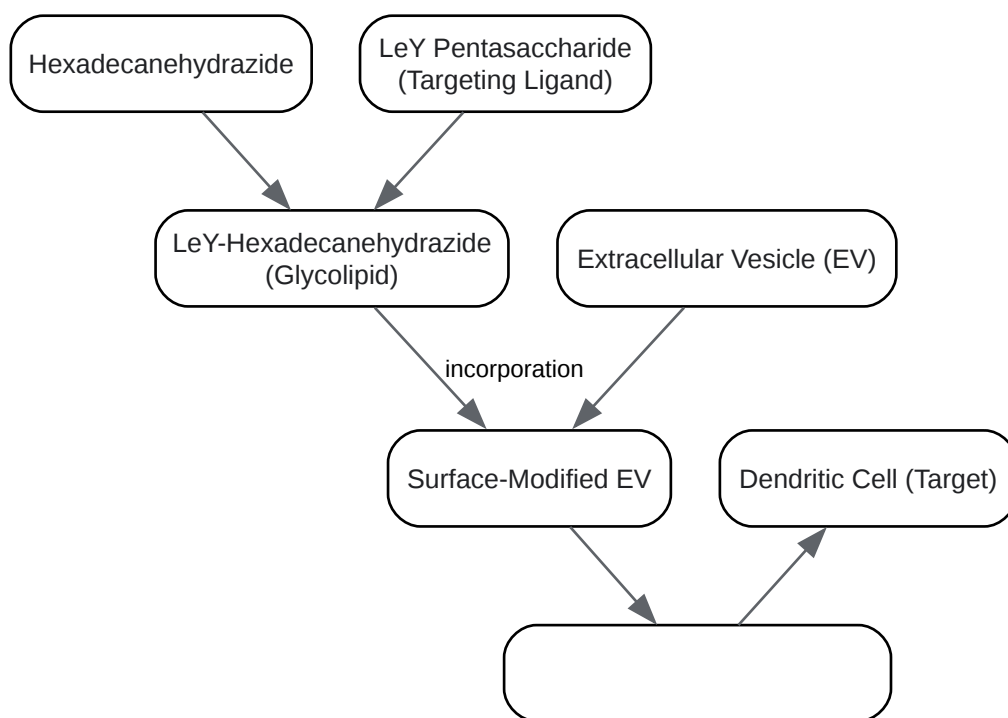 Hexadecanehydrazide
LeY Pentasaccharide
(Targeting Ligand)
LeY-Hexadecanehydrazide
(Glycolipid)
Extracellular Vesicle (EV)
incorporation
Surface-Modified EV
Dendritic Cell (Target)